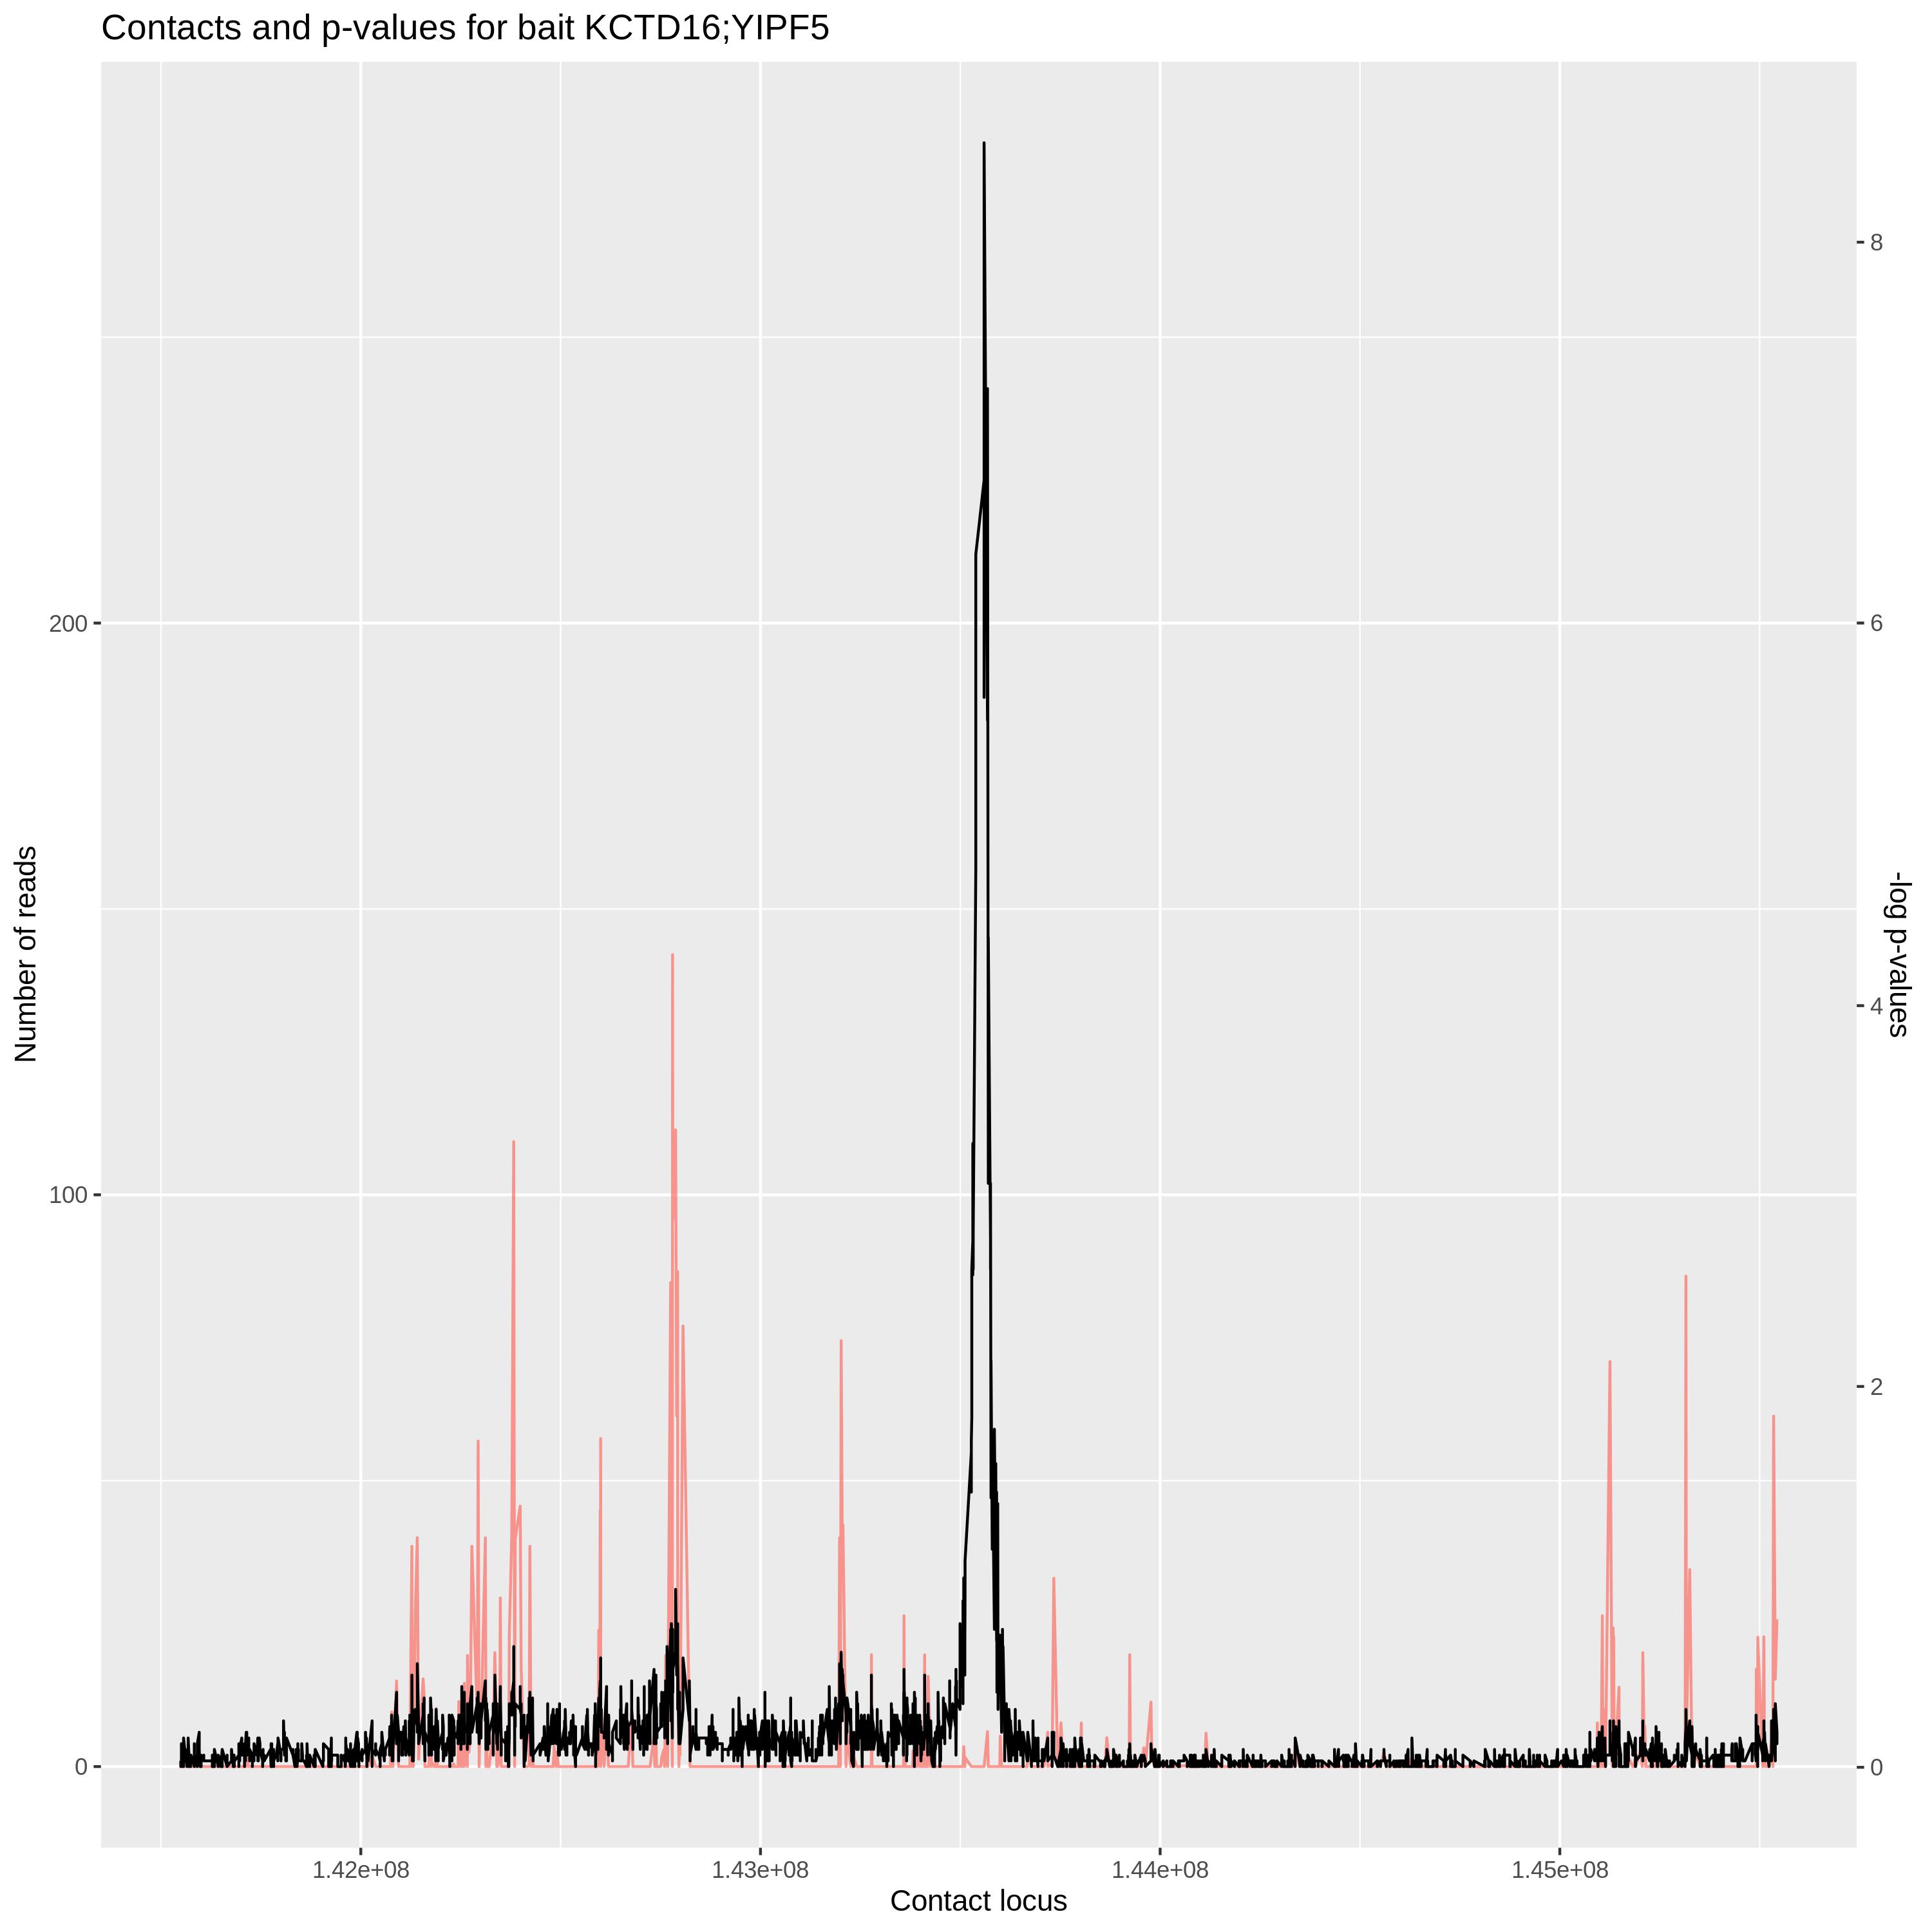 Contacts and p-values for bait KCTD16;YIPF5
Number of reads
200
100
0
8
6
4
2
0
-log p-values
1.42e+08
1.43e+08
1.44e+08
1.45e+08
Contact locus